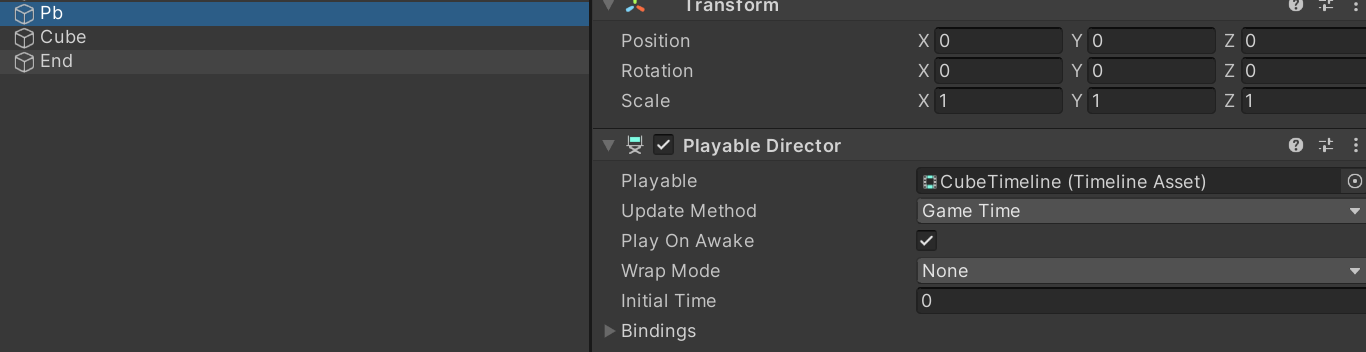 Pb
Cube
End
Transform
Position X 0 Y 0 Z 0
Rotation X 0 Y 0 Z 0
Scale X 1 Y 1 Z 1
Playable Director
Playable CubeTimeline (Timeline Asset)
Update Method Game Time
Play On Awake
Wrap Mode None
Initial Time 0
Bindings